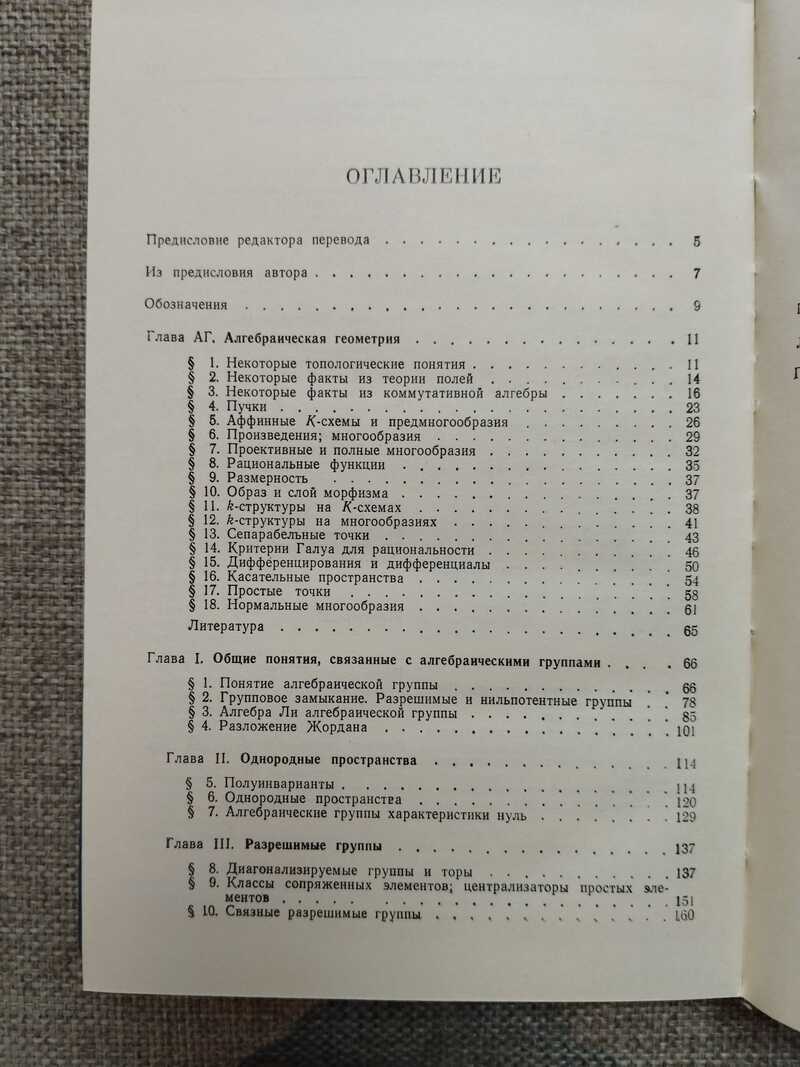 ОГЛАВЛЕНИЕ
Предисловие редактора перевода . . . . . . . . . . . . . . . . . 5
Из предисловия автора . . . . . . . . . . . . . . . . . . . . . 7
Обозначения . . . . . . . . . . . . . . . . . . . . . . . . . 9
Глава АГ. Алгебраическая геометрия . . . . . . . . . . . . . . . 11
§ 1. Некоторые топологические понятия . . . . . . . . . . . . . . 11
§ 2. Некоторые факты из теории полей . . . . . . . . . . . . . 14
§ 3. Некоторые факты из коммутативной алгебры . . . . . . . . 16
§ 4. Пучки . . . . . . . . . . . . . . . . . . . . . . . . . . . 23
§ 5. Аффинные K-схемы и предмногообразия . . . . . . . . . . 26
§ 6. Произведения; многообразия . . . . . . . . . . . . . . . . 29
§ 7. Проективные и полные многообразия . . . . . . . . . . . . 32
§ 8. Рациональные функции . . . . . . . . . . . . . . . . . . 35
§ 9. Размерность . . . . . . . . . . . . . . . . . . . . . . . 37
§ 10. Образ и слой морфизма . . . . . . . . . . . . . . . . . . 37
§ 11. k-структуры на K-схемах . . . . . . . . . . . . . . . . . 38
§ 12. k-структуры на многообразиях . . . . . . . . . . . . . . . 41
§ 13. Сепарабельные точки . . . . . . . . . . . . . . . . . . . 43
§ 14. Критерии Галуа для рациональности . . . . . . . . . . . . 46
§ 15. Дифференцирования и дифференциалы . . . . . . . . . . . 50
§ 16. Касательные пространства . . . . . . . . . . . . . . . . . 54
§ 17. Простые точки . . . . . . . . . . . . . . . . . . . . . . 58
§ 18. Нормальные многообразия . . . . . . . . . . . . . . . . . 61
Литература . . . . . . . . . . . . . . . . . . . . . . . . . . . 65
Глава I. Общие понятия, связанные с алгебраическими группами . . . . 66
§ 1. Понятие алгебраической группы . . . . . . . . . . . . . . 66
§ 2. Групповое замыкание. Разрешимые и нильпотентные группы . . 78
§ 3. Алгебра Ли алгебраической группы . . . . . . . . . . . . . 85
§ 4. Разложение Жордана . . . . . . . . . . . . . . . . . . . 101
Глава II. Однородные пространства . . . . . . . . . . . . . . . 114
§ 5. Полуинварианты . . . . . . . . . . . . . . . . . . . . . . 114
§ 6. Однородные пространства . . . . . . . . . . . . . . . . . 120
§ 7. Алгебраические группы характеристики нуль . . . . . . . . 129
Глава III. Разрешимые группы . . . . . . . . . . . . . . . . . 137
§ 8. Диагонализируемые группы и торы . . . . . . . . . . . . 137
§ 9. Классы сопряженных элементов; централизаторы простых эле-
ментов . . . . . . . . . . . . . . . . . . . . . . . . . . 151
§ 10. Связные разрешимые группы . . . . . . . . . . . . . . . . 160